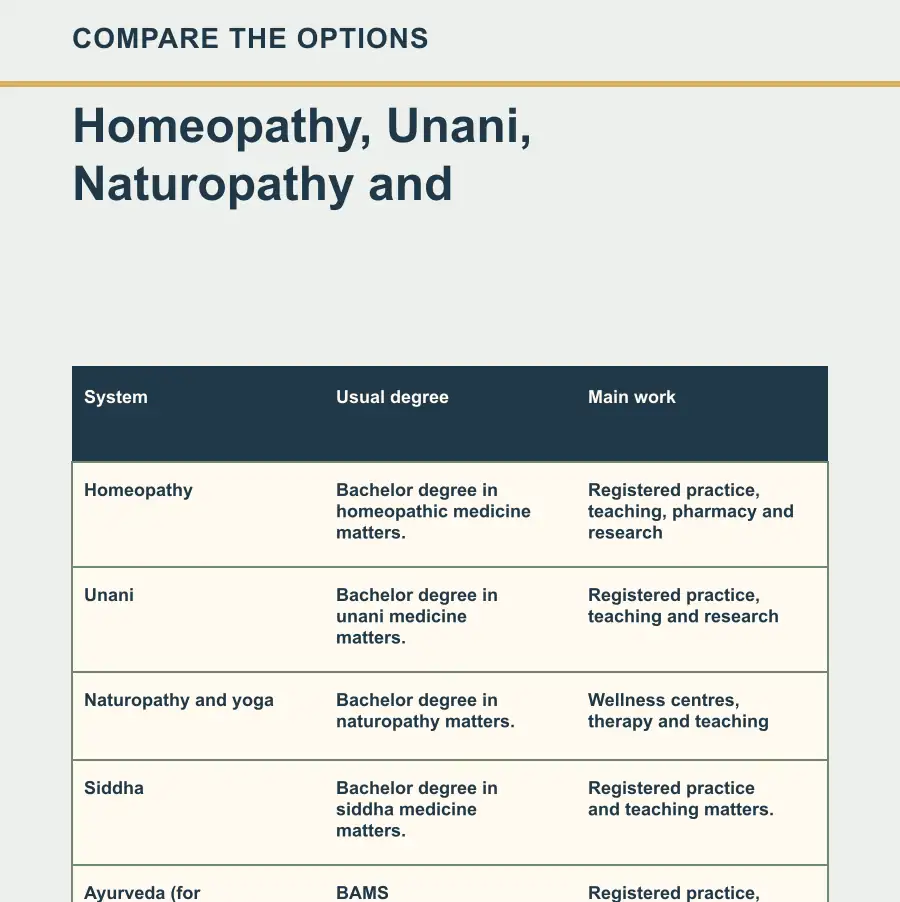 COMPARE THE OPTIONS
Homeopathy, Unani,
Naturopathy and
System
Usual degree
Main work
Homeopathy
Bachelor degree in
homeopathic medicine
matters.
Registered practice,
teaching, pharmacy and
research
Unani
Bachelor degree in
unani medicine
matters.
Registered practice,
teaching and research
Naturopathy and yoga
Bachelor degree in
naturopathy matters.
Wellness centres,
therapy and teaching
Siddha
Bachelor degree in
siddha medicine
matters.
Registered practice
and teaching matters.
Ayurveda (for
BAMS
Registered practice,